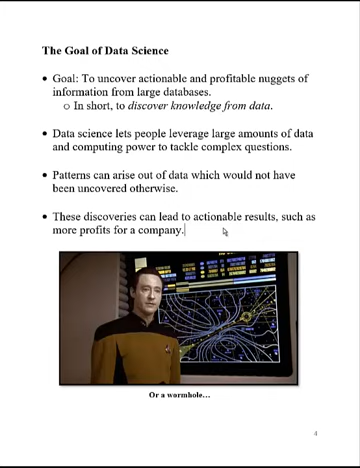 The Goal of Data Science
• Goal: To uncover actionable and profitable nuggets of
information from large databases.
o In short, to discover knowledge from data.
• Data science lets people leverage large amounts of data
and computing power to tackle complex questions.
• Patterns can arise out of data which would not have
been uncovered otherwise.
• These discoveries can lead to actionable results, such as
more profits for a company.
Or a wormhole...
4